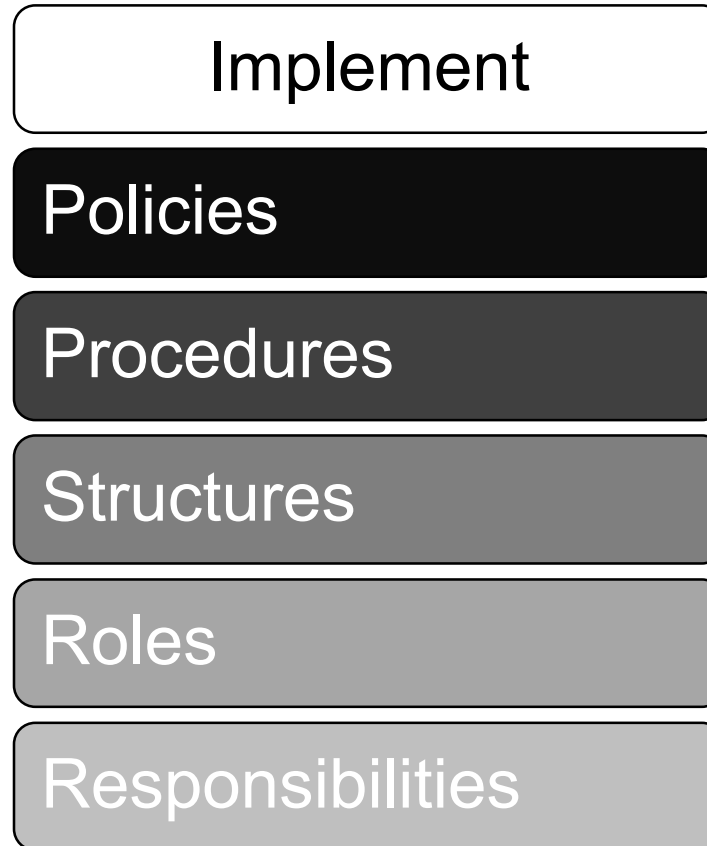 Implement
Policies
Procedures
Structures
Roles
Responsibilities